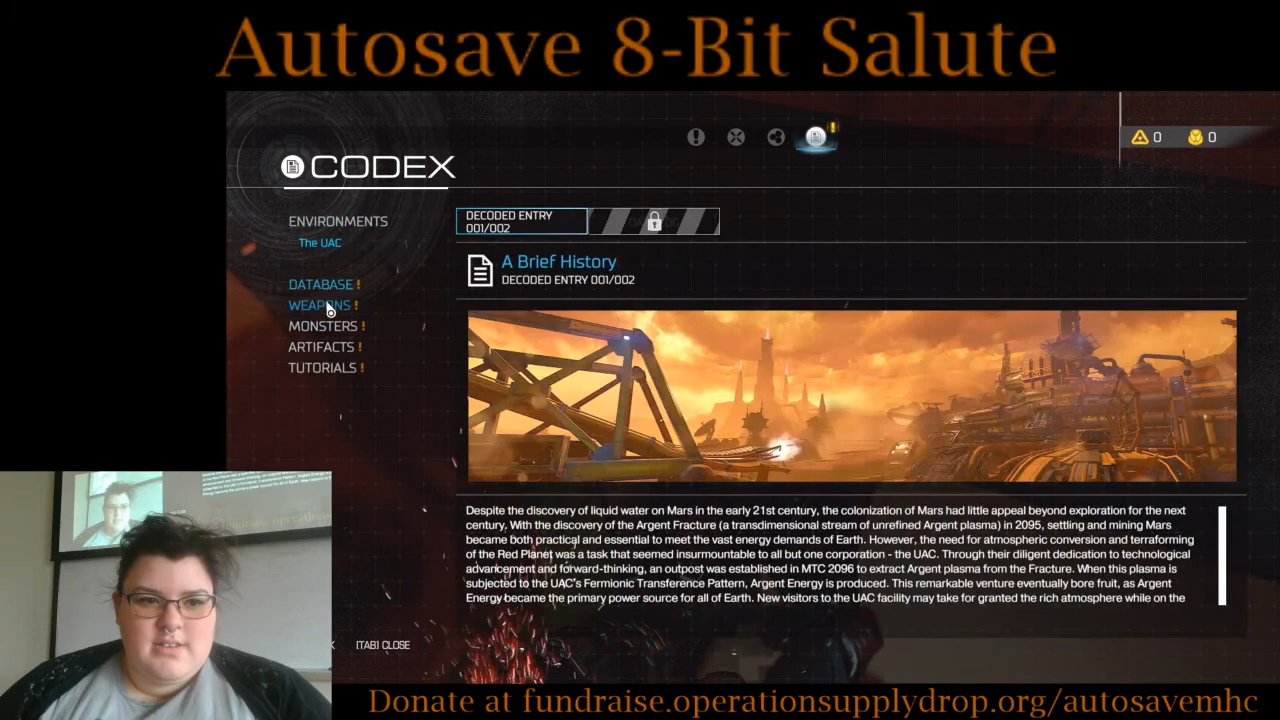 Autosave 8-Bit Salute
0 0
CODEX
ENVIRONMENTS
The UAC
DATABASE !
WEAPONS !
MONSTERS !
ARTIFACTS !
TUTORIALS !
DECODED ENTRY
001/002
A Brief History
DECODED ENTRY 001/002
Despite the discovery of liquid water on Mars in the early 21st century, the colonization of Mars had little appeal beyond exploration for the next
century, With the discovery of the Argent Fracture (a transdimensional stream of unrefined Argent plasma) in 2095, settling and mining Mars
became both practical and essential to meet the vast energy demands of Earth. However, the need for atmospheric conversion and terraforming
of the Red Planet was a task that seemed insurmountable to all but one corporation - the UAC. Through their diligent dedication to technological
advancement and forward-thinking, an outpost was established in MTC 2096 to extract Argent plasma from the Fracture. When this plasma is
subjected to the UAC's Fermionic Transference Pattern, Argent Energy is produced. This remarkable venture eventually bore fruit, as Argent
Energy became the primary power source for all of Earth. New visitors to the UAC facility may take for granted the rich atmosphere while on the
[TAB] CLOSE
Donate at fundraise.operationsupplydrop.org/autosavemhc